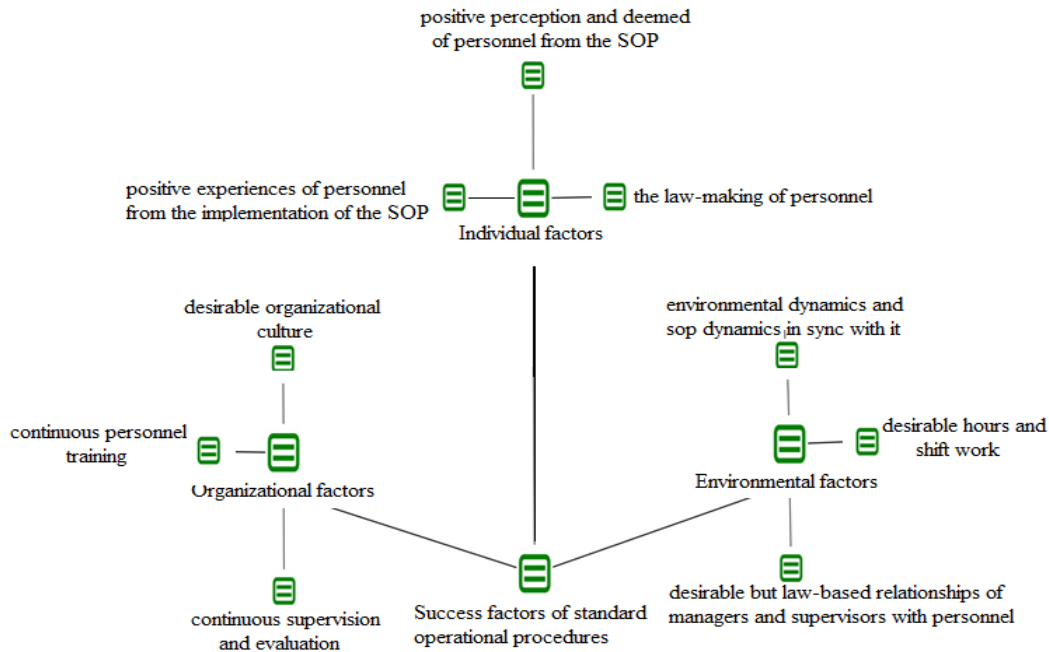 positive perception and deemed
of personnel from the SOP
positive experiences of personnel
from the implementation of the SOP
the law-making of personnel
Individual factors
desirable organizational
culture
environmental dynamics and
sop dynamics in sync with it
continuous personnel
training
desirable hours and
shift work
Organizational factors
Environmental factors
continuous supervision
and evaluation
Success factors of standard
operational procedures
desirable but law-based relationships of
managers and supervisors with personnel